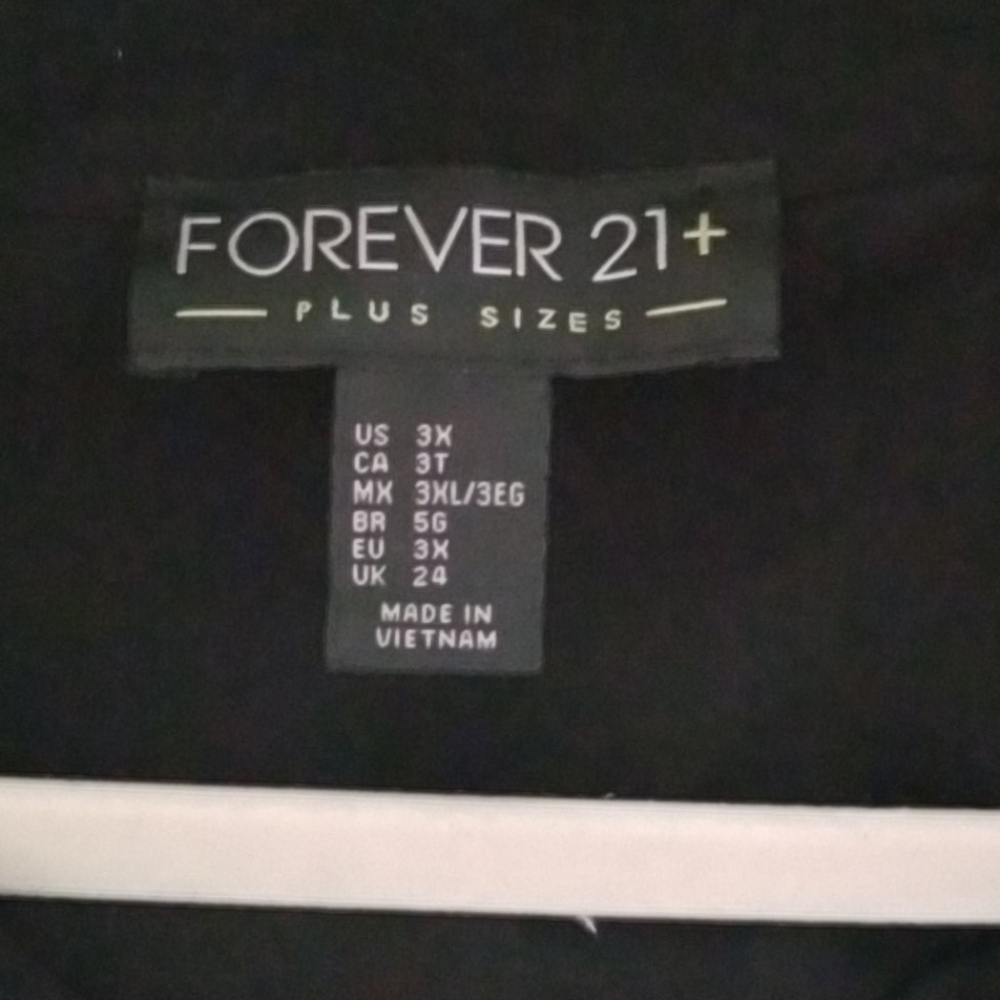 FOREVER 21+
PLUS SIZES
US 3X
CA 3T
MX 3XL/3EG
BR 5G
EU 3X
UK 24
MADE IN
VIETNAM